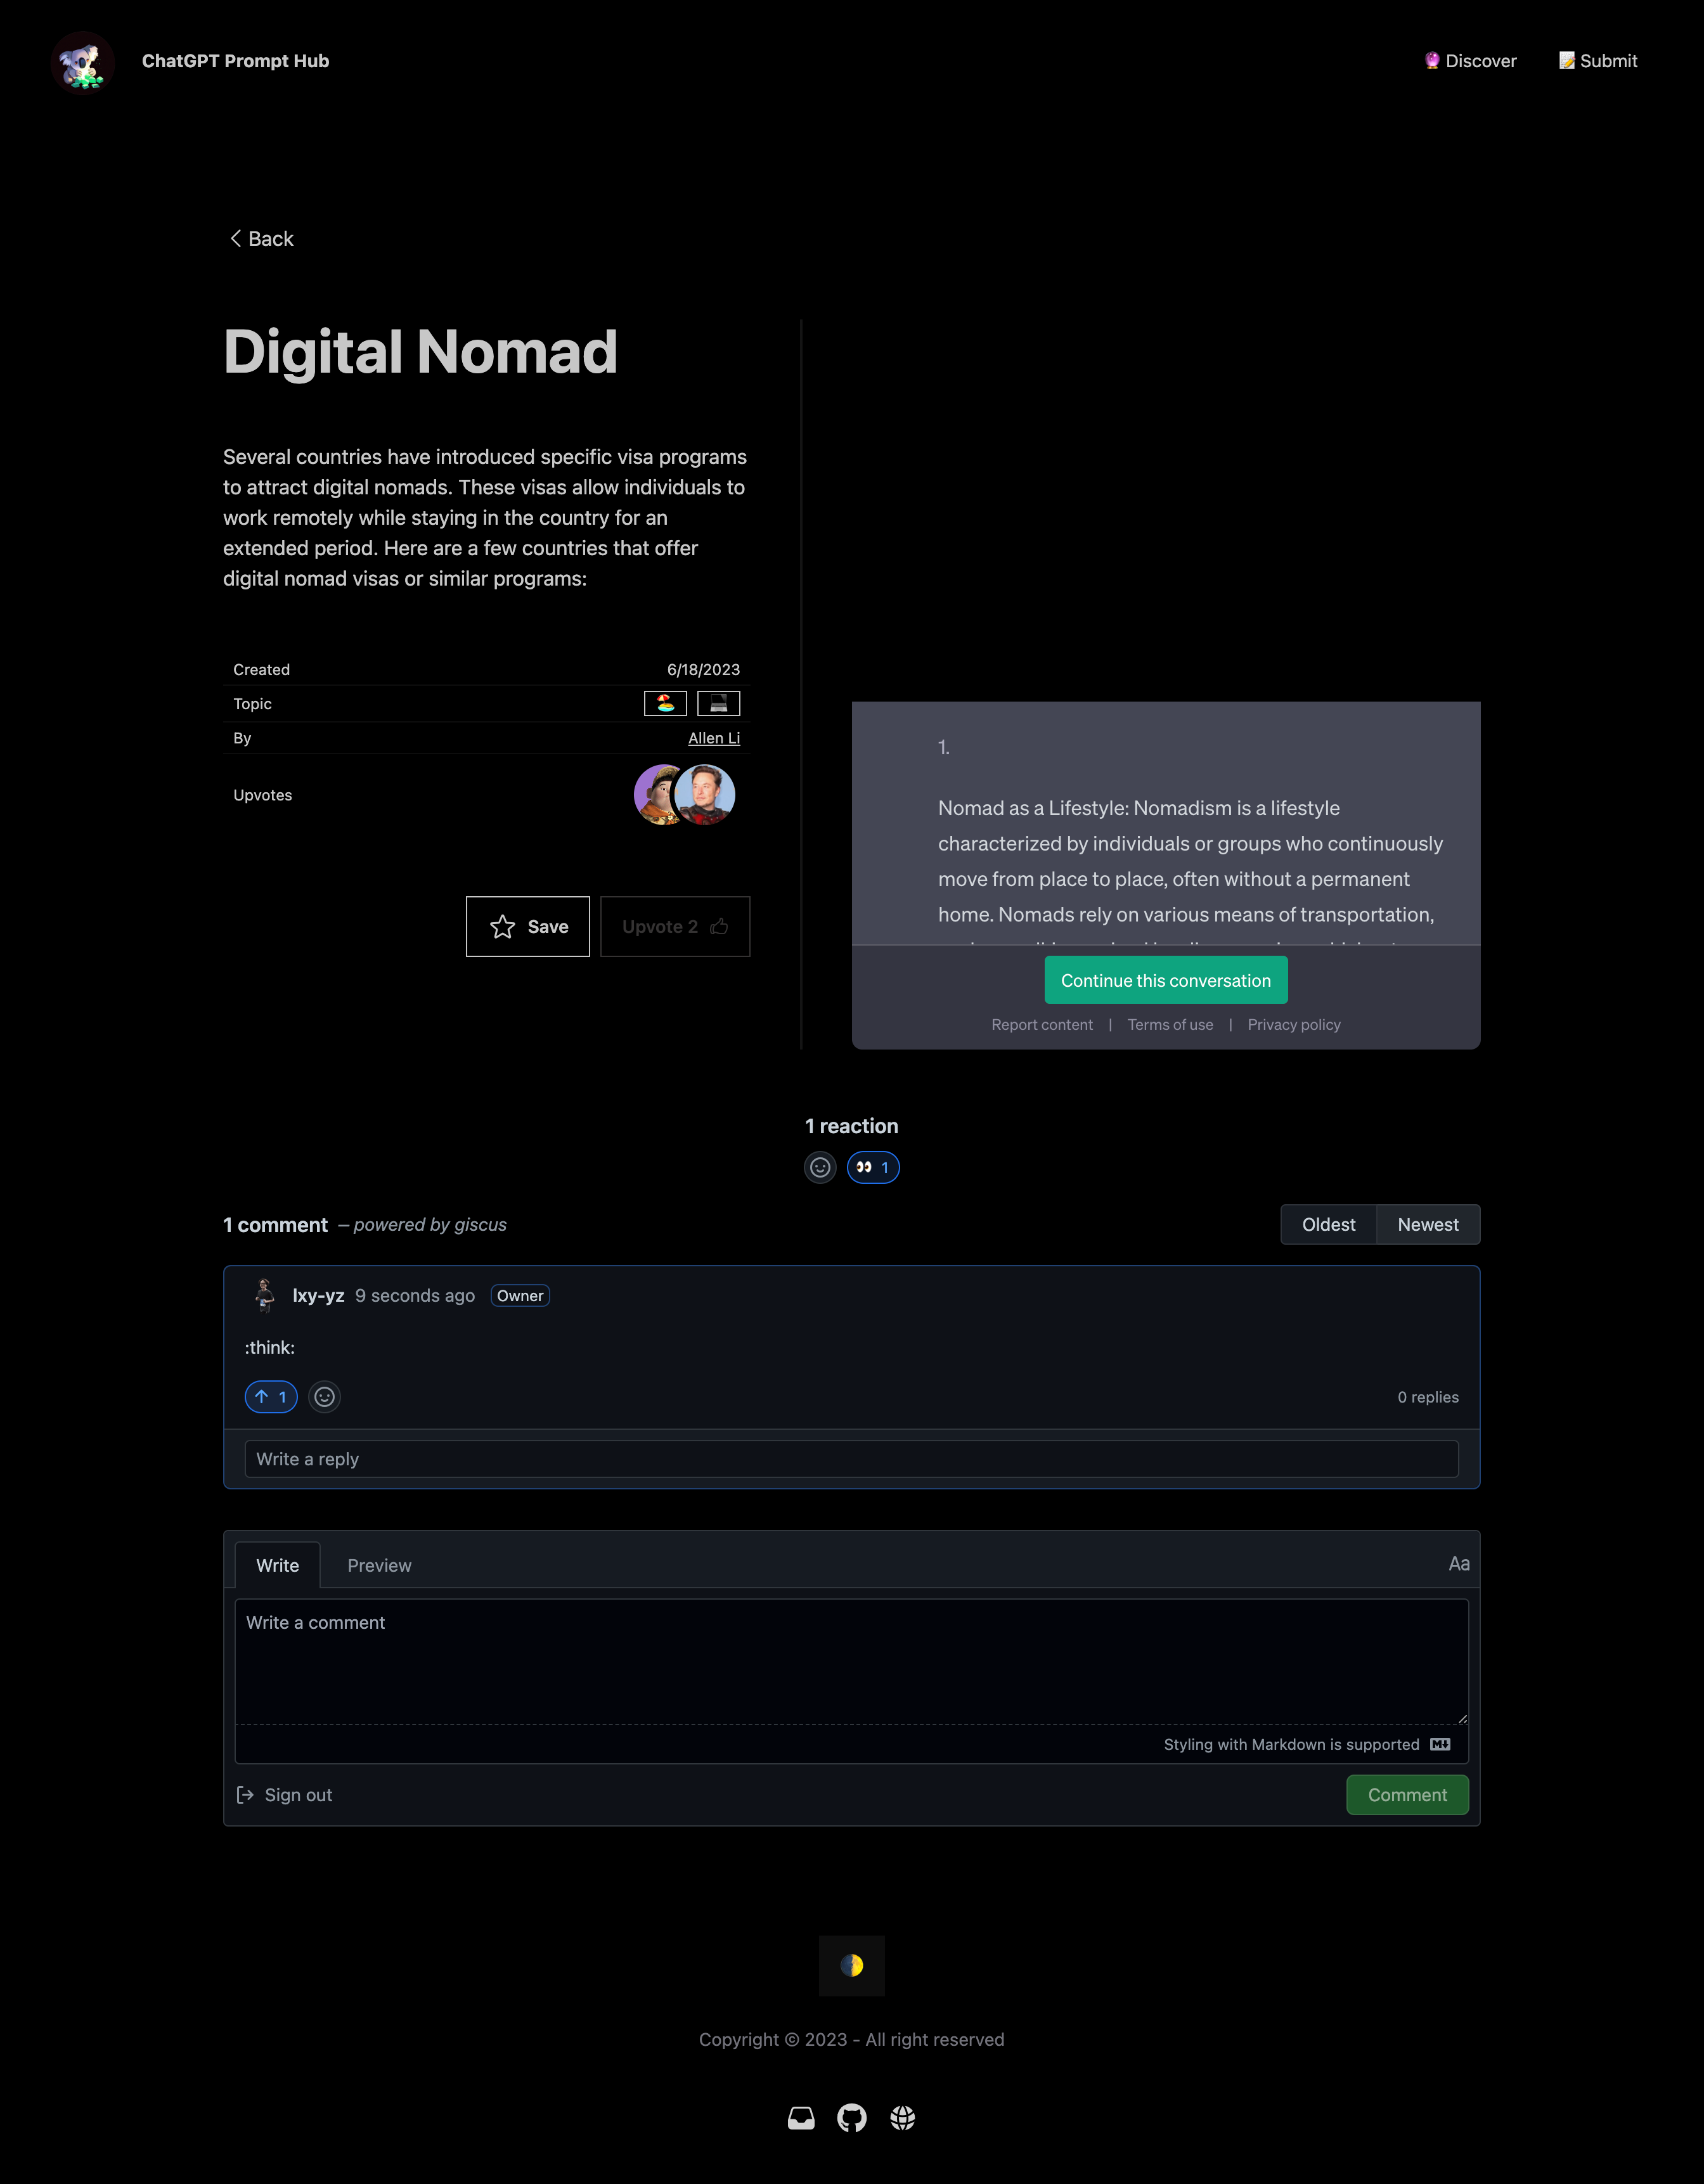 ChatGPT Prompt Hub
🔮 Discover
📝 Submit
Back
Digital Nomad
Several countries have introduced specific visa programs
to attract digital nomads. These visas allow individuals to
work remotely while staying in the country for an
extended period. Here are a few countries that offer
digital nomad visas or similar programs:
Created 6/18/2023
Topic 🏖️ 💻
By Allen Li
Upvotes
Save
Upvote 2
1.
Nomad as a Lifestyle: Nomadism is a lifestyle
characterized by individuals or groups who continuously
move from place to place, often without a permanent
home. Nomads rely on various means of transportation,
Continue this conversation
Report content | Terms of use | Privacy policy
1 reaction
👀 1
1 comment – powered by giscus
Oldest Newest
lxy-yz 9 seconds ago Owner
:think:
↑ 1
0 replies
Write a reply
Write Preview Aa
Write a comment
Styling with Markdown is supported
Sign out
Comment
Copyright © 2023 - All right reserved